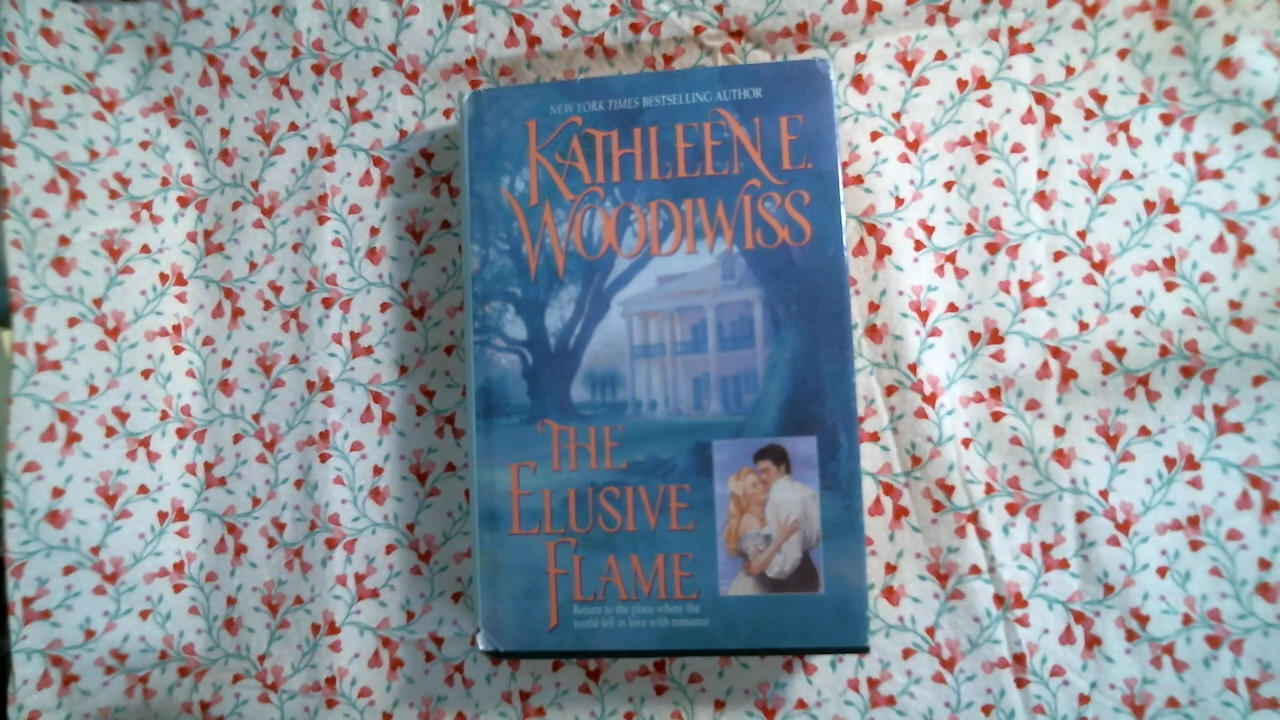 NEW YORK TIMES BESTSELLING AUTHOR
KATHLEEN E.
WOODIWISS
THE
ELUSIVE
FLAME
Return to the place where the
world fell in love with romance